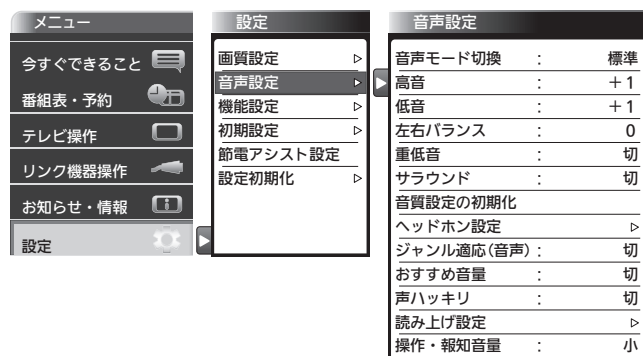 メニュー
今すぐできること
番組表・予約
テレビ操作
リンク機器操作
お知らせ・情報
設定
設定
画質設定
音声設定
機能設定
初期設定
節電アシスト設定
設定初期化
音声設定
音声モード切換 : 標準
高音 : +1
低音 : +1
左右バランス : 0
重低音 : 切
サラウンド : 切
音質設定の初期化
ヘッドホン設定
ジャンル適応(音声) : 切
おすすめ音量 : 切
声ハッキリ : 切
読み上げ設定
操作・報知音量 : 小